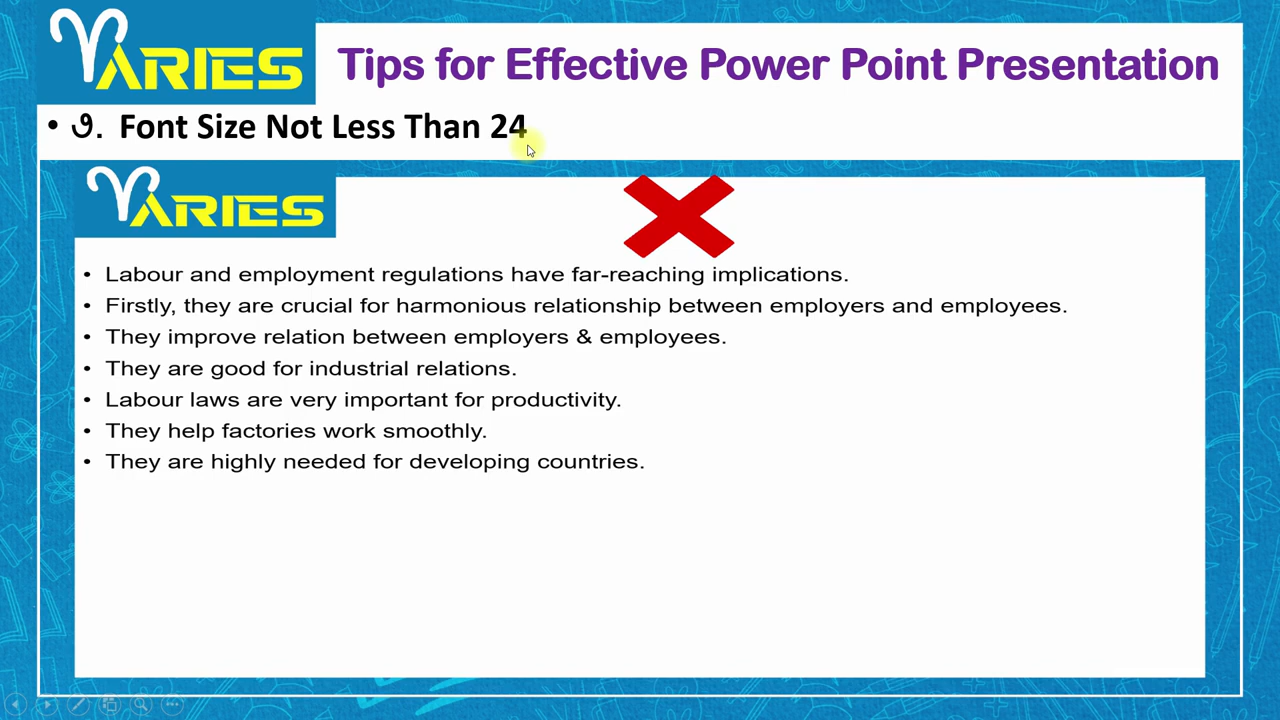 ARIES
Tips for Effective Power Point Presentation
• ৩. Font Size Not Less Than 24
ARIES
• Labour and employment regulations have far-reaching implications.
• Firstly, they are crucial for harmonious relationship between employers and employees.
• They improve relation between employers & employees.
• They are good for industrial relations.
• Labour laws are very important for productivity.
• They help factories work smoothly.
• They are highly needed for developing countries.